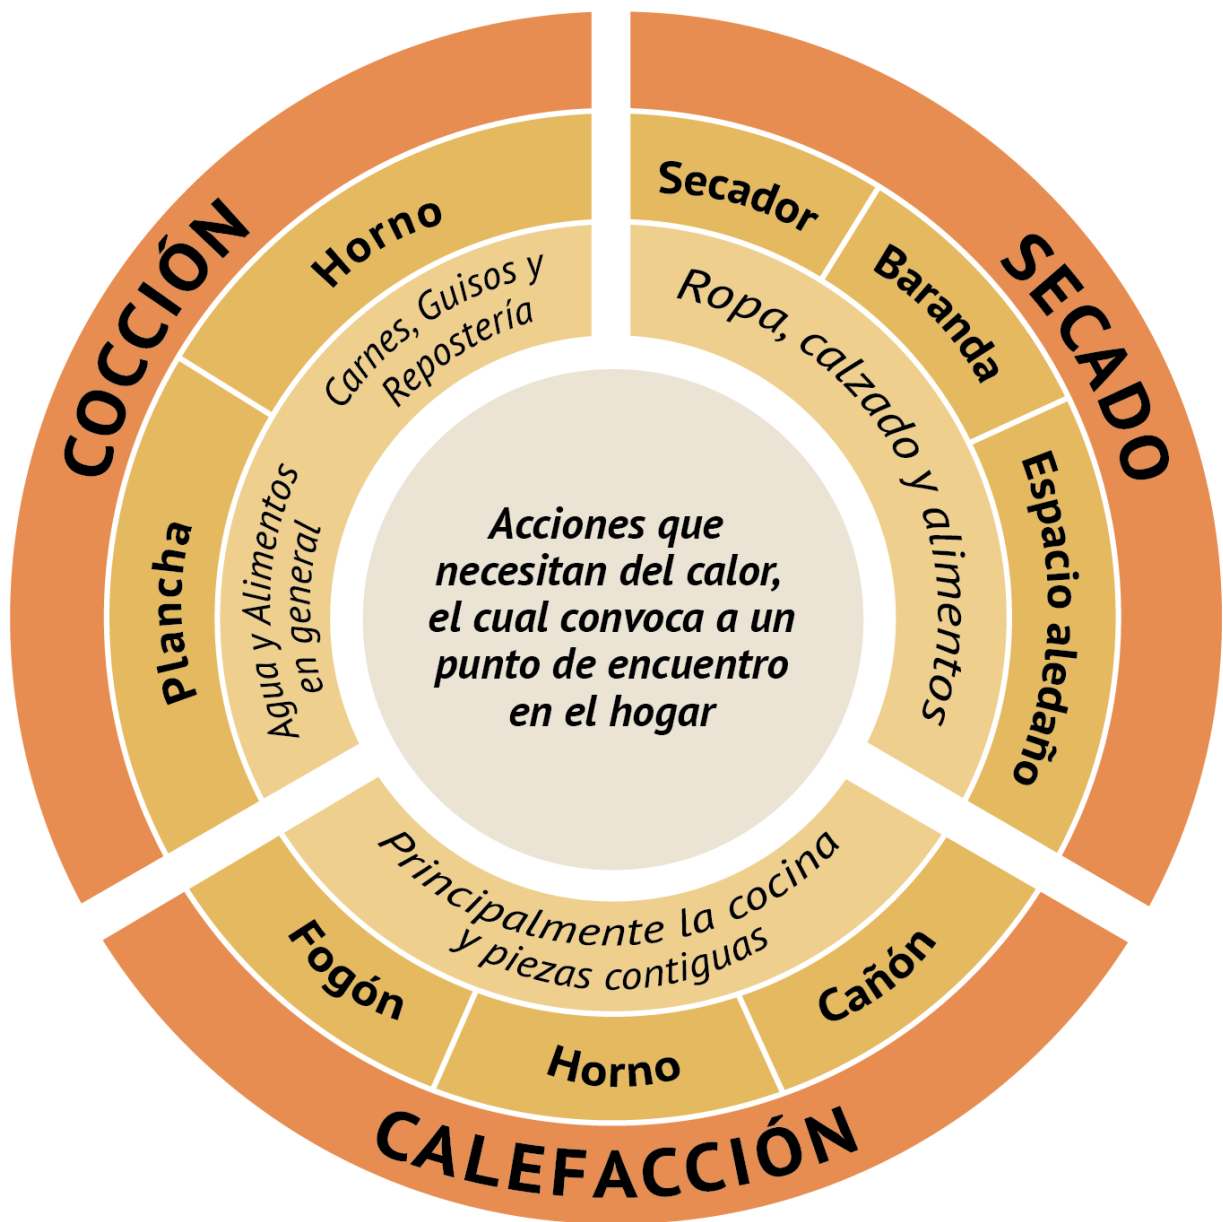 COCCIÓN
Horno
Carnes, Guisos y
Repostería
Plancha
Agua y Alimentos
en general
SECADO
Secador
Baranda
Espacio aledaño
Ropa, calzado y alimentos
Acciones que
necesitan del calor,
el cual convoca a un
punto de encuentro
en el hogar
Principalmente la cocina
y piezas contiguas
Fogón
Horno
Cañón
CALEFACCIÓN